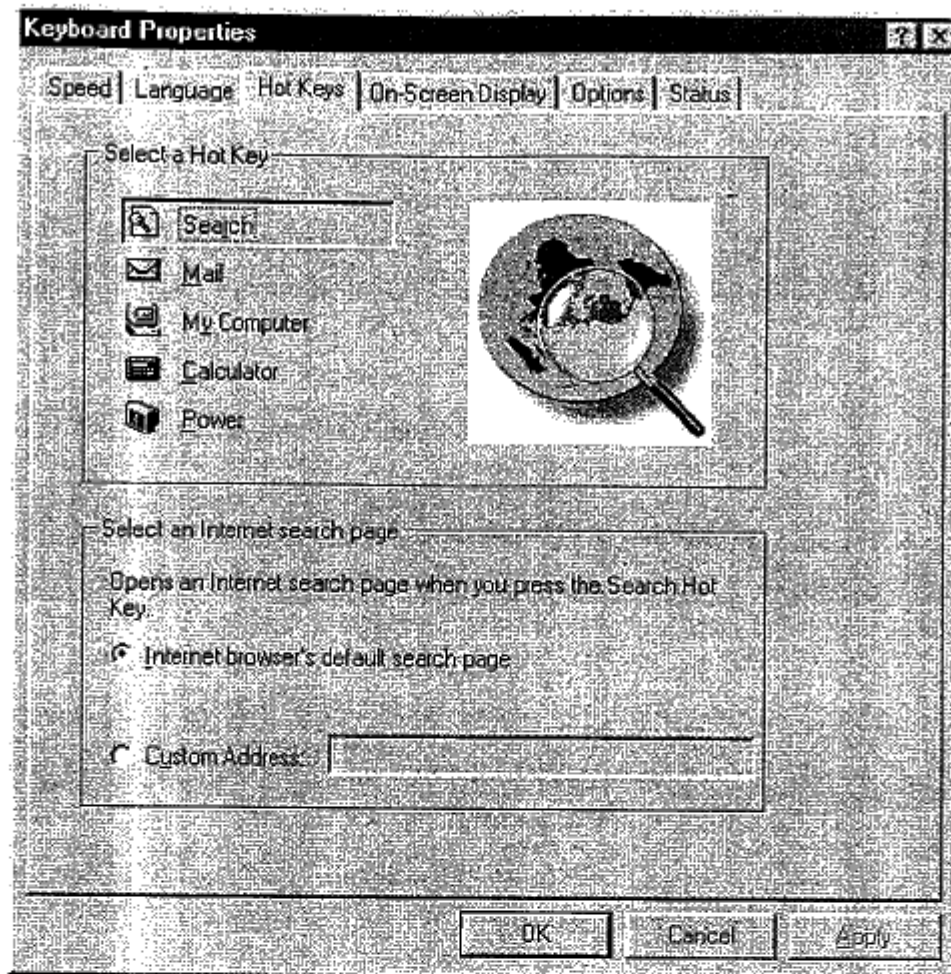 Keyboard Properties
Speed Language Hot Keys On-Screen Display Options Status
Select a Hot Key
Search
Mail
My Computer
Calculator
Power
Select an Internet search page
Opens an Internet search page when you press the Search Hot
Key
Internet browser's default search page
Custom Address:
OK Cancel Apply